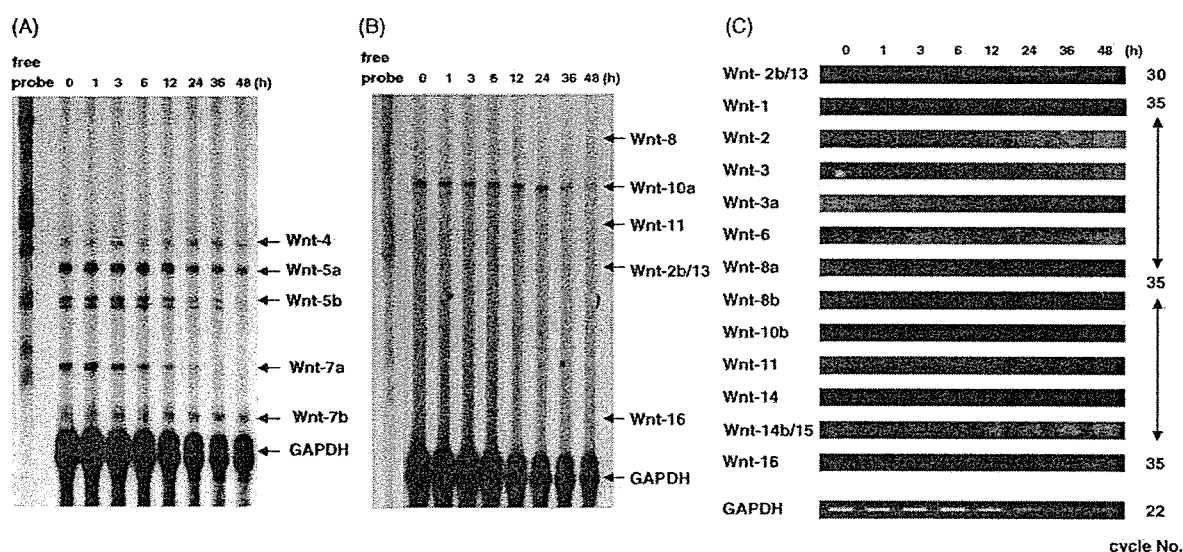 (A)
free
probe 0 1 3 6 12 24 36 48 (h)
Wnt-4
Wnt-5a
Wnt-5b
Wnt-7a
Wnt-7b
GAPDH
(B)
free
probe 0 1 3 6 12 24 36 48 (h)
Wnt-8
Wnt-10a
Wnt-11
Wnt-2b/13
Wnt-16
GAPDH
(C)
0 1 3 6 12 24 36 48 (h)
Wnt- 2b/13 30
Wnt-1 35
Wnt-2
Wnt-3
Wnt-3a
Wnt-6
Wnt-8a
35
Wnt-8b
Wnt-10b
Wnt-11
Wnt-14
Wnt-14b/15
Wnt-16 35
GAPDH 22
cycle No.